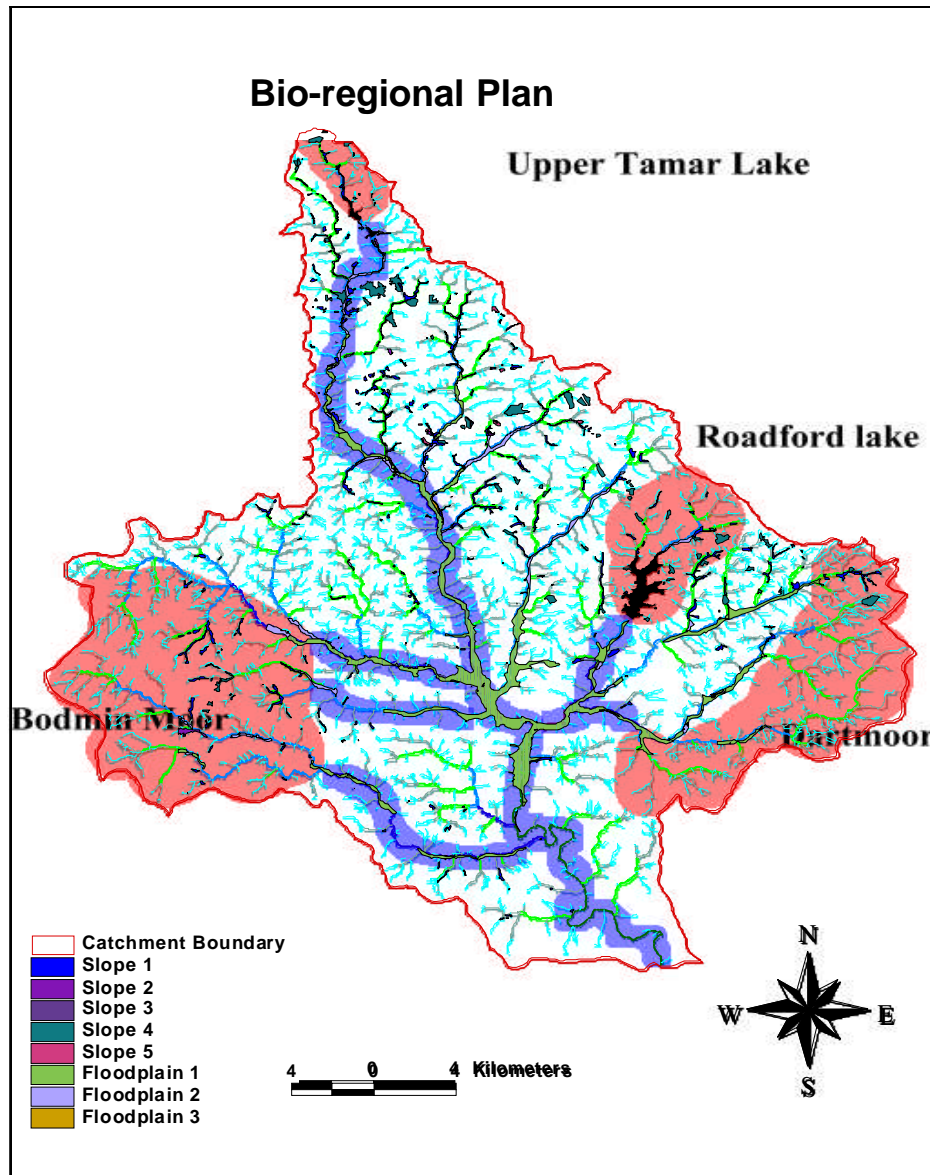 Bio-regional Plan
Upper Tamar Lake
Roadford lake
Bodmin Moor
Dartmoor
Catchment Boundary
Slope 1
Slope 2
Slope 3
Slope 4
Slope 5
Floodplain 1
Floodplain 2
Floodplain 3
4 0 4 Kilometers
N
W E
S